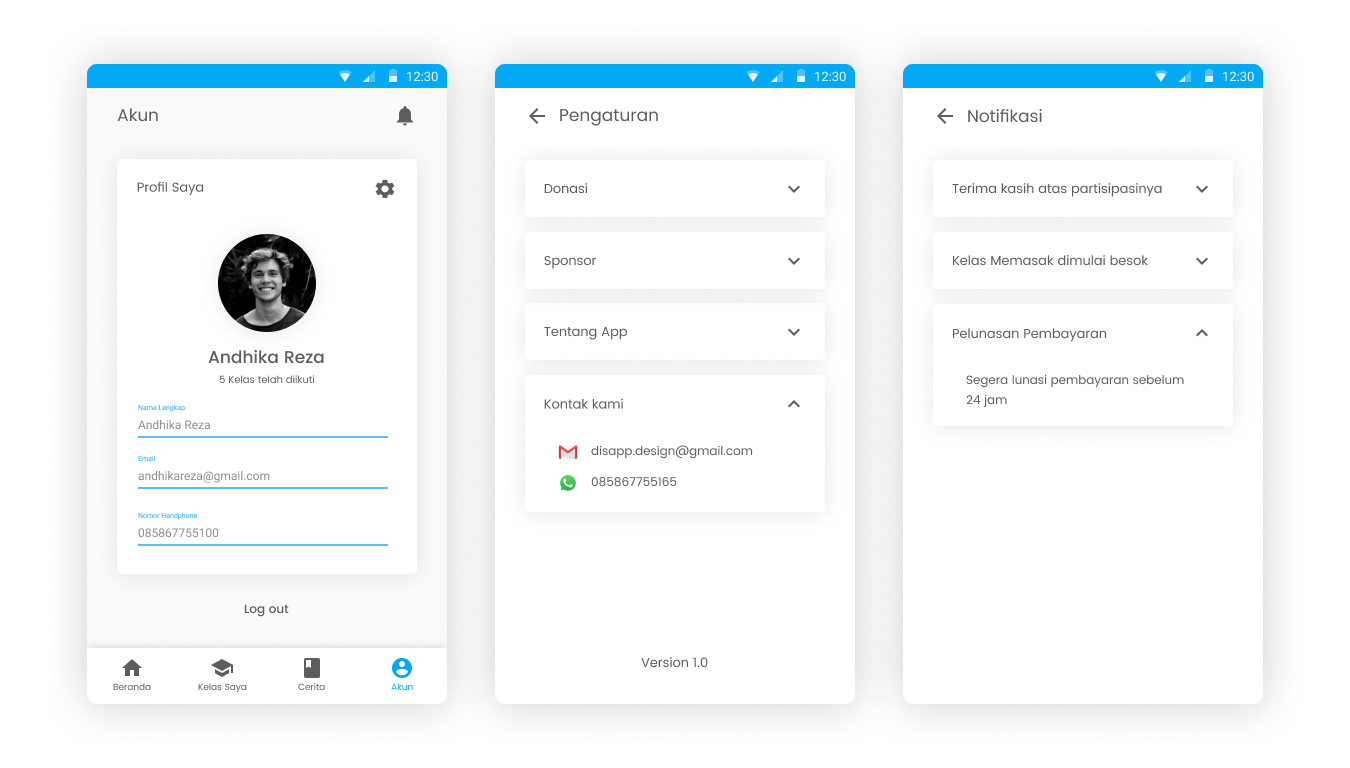 12:30
Akun
Profil Saya
Andhika Reza
5 Kelas telah diikuti
Nama Lengkap
Andhika Reza
Email
andhikareza@gmail.com
Nomor Handphone
085867755100
Log out
Beranda
Kelas Saya
Cerita
Akun
12:30
Pengaturan
Donasi
Sponsor
Tentang App
Kontak kami
disapp.design@gmail.com
085867755165
Version 1.0
12:30
Notifikasi
Terima kasih atas partisipasinya
Kelas Memasak dimulai besok
Pelunasan Pembayaran
Segera lunasi pembayaran sebelum
24 jam